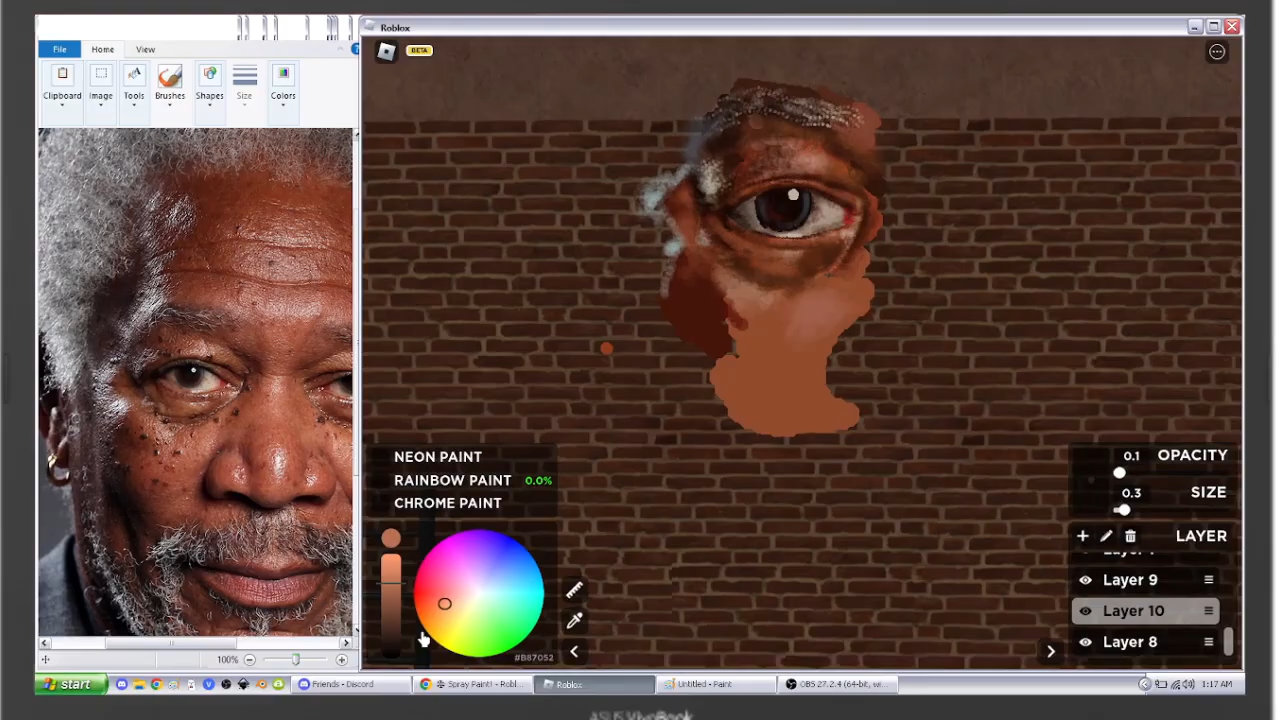 Roblox
File
Home
View
BETA
Clipboard
Image
Tools
Brushes
Shapes
Size
Colors
NEON PAINT
RAINBOW PAINT 0.0%
CHROME PAINT
#B87052
0.1 OPACITY
0.3 SIZE
LAYER
Layer 9
Layer 10
Layer 8
100%
start
Friends - Discord
Spray Paint! - Robl...
Roblox
Untitled - Paint
OBS 27.2.4 (64-bit, wi...
1:17 AM
ASUS VivoBook